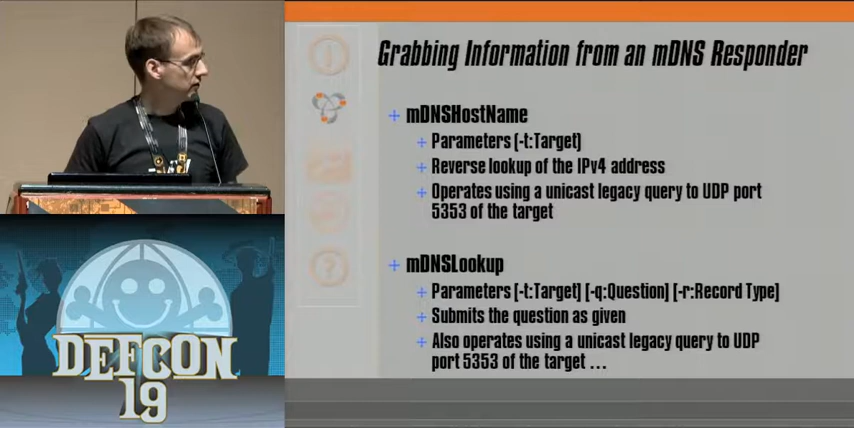 Grabbing Information from an mDNS Responder
mDNSHostName
Parameters [-t:Target]
Reverse lookup of the IPv4 address
Operates using a unicast legacy query to UDP port
5353 of the target
mDNSLookup
Parameters [-t:Target] [-q:Question] [-r:Record Type]
Submits the question as given
Also operates using a unicast legacy query to UDP
port 5353 of the target ...
DEFCON
19